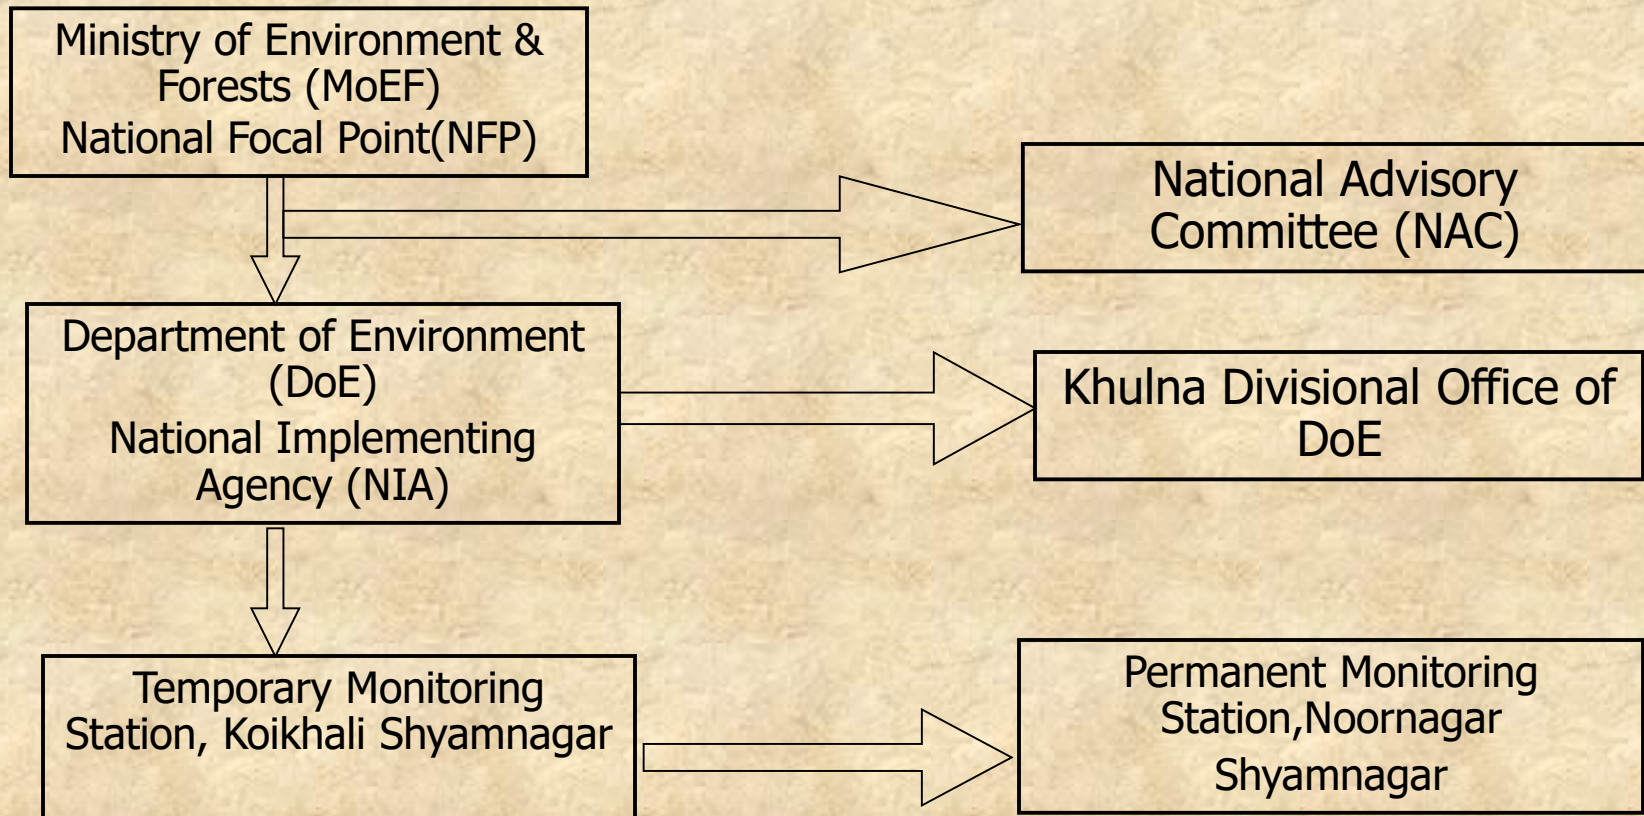 Ministry of Environment &
Forests (MoEF)
National Focal Point(NFP)
National Advisory
Committee (NAC)
Department of Environment
(DoE)
National Implementing
Agency (NIA)
Khulna Divisional Office of
DoE
Temporary Monitoring
Station, Koikhali Shyamnagar
Permanent Monitoring
Station,Noornagar
Shyamnagar